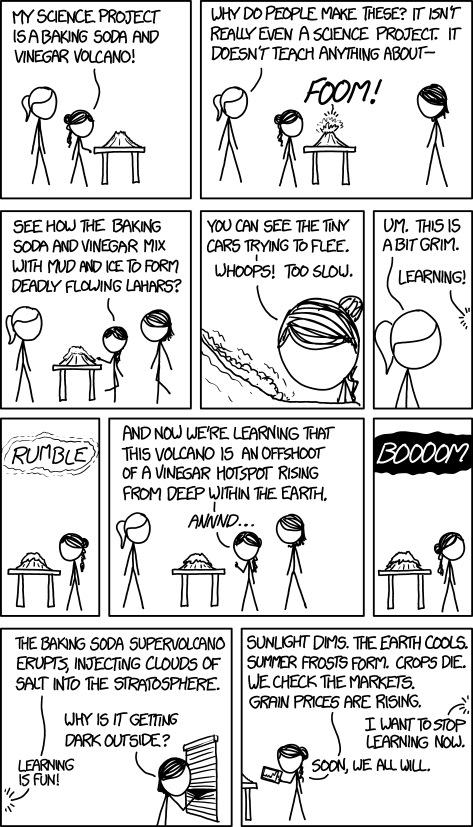 MY SCIENCE PROJECT
IS A BAKING SODA AND
VINEGAR VOLCANO!
WHY DO PEOPLE MAKE THESE? IT ISN'T
REALLY EVEN A SCIENCE PROJECT. IT
DOESN'T TEACH ANYTHING ABOUT—
FOOM!
SEE HOW THE BAKING
SODA AND VINEGAR MIX
WITH MUD AND ICE TO FORM
DEADLY FLOWING LAHARS?
YOU CAN SEE THE TINY
CARS TRYING TO FLEE.
WHOOPS! TOO SLOW.
UM. THIS IS
A BIT GRIM.
LEARNING!
RUMBLE
AND NOW WE'RE LEARNING THAT
THIS VOLCANO IS AN OFFSHOOT
OF A VINEGAR HOTSPOT RISING
FROM DEEP WITHIN THE EARTH.
ANNND...
BOOOOM
THE BAKING SODA SUPERVOLCANO
ERUPTS, INJECTING CLOUDS OF
SALT INTO THE STRATOSPHERE.
WHY IS IT GETTING
DARK OUTSIDE?
LEARNING
IS FUN!
SUNLIGHT DIMS. THE EARTH COOLS.
SUMMER FROSTS FORM. CROPS DIE.
WE CHECK THE MARKETS.
GRAIN PRICES ARE RISING.
I WANT TO STOP
LEARNING NOW.
SOON, WE ALL WILL.